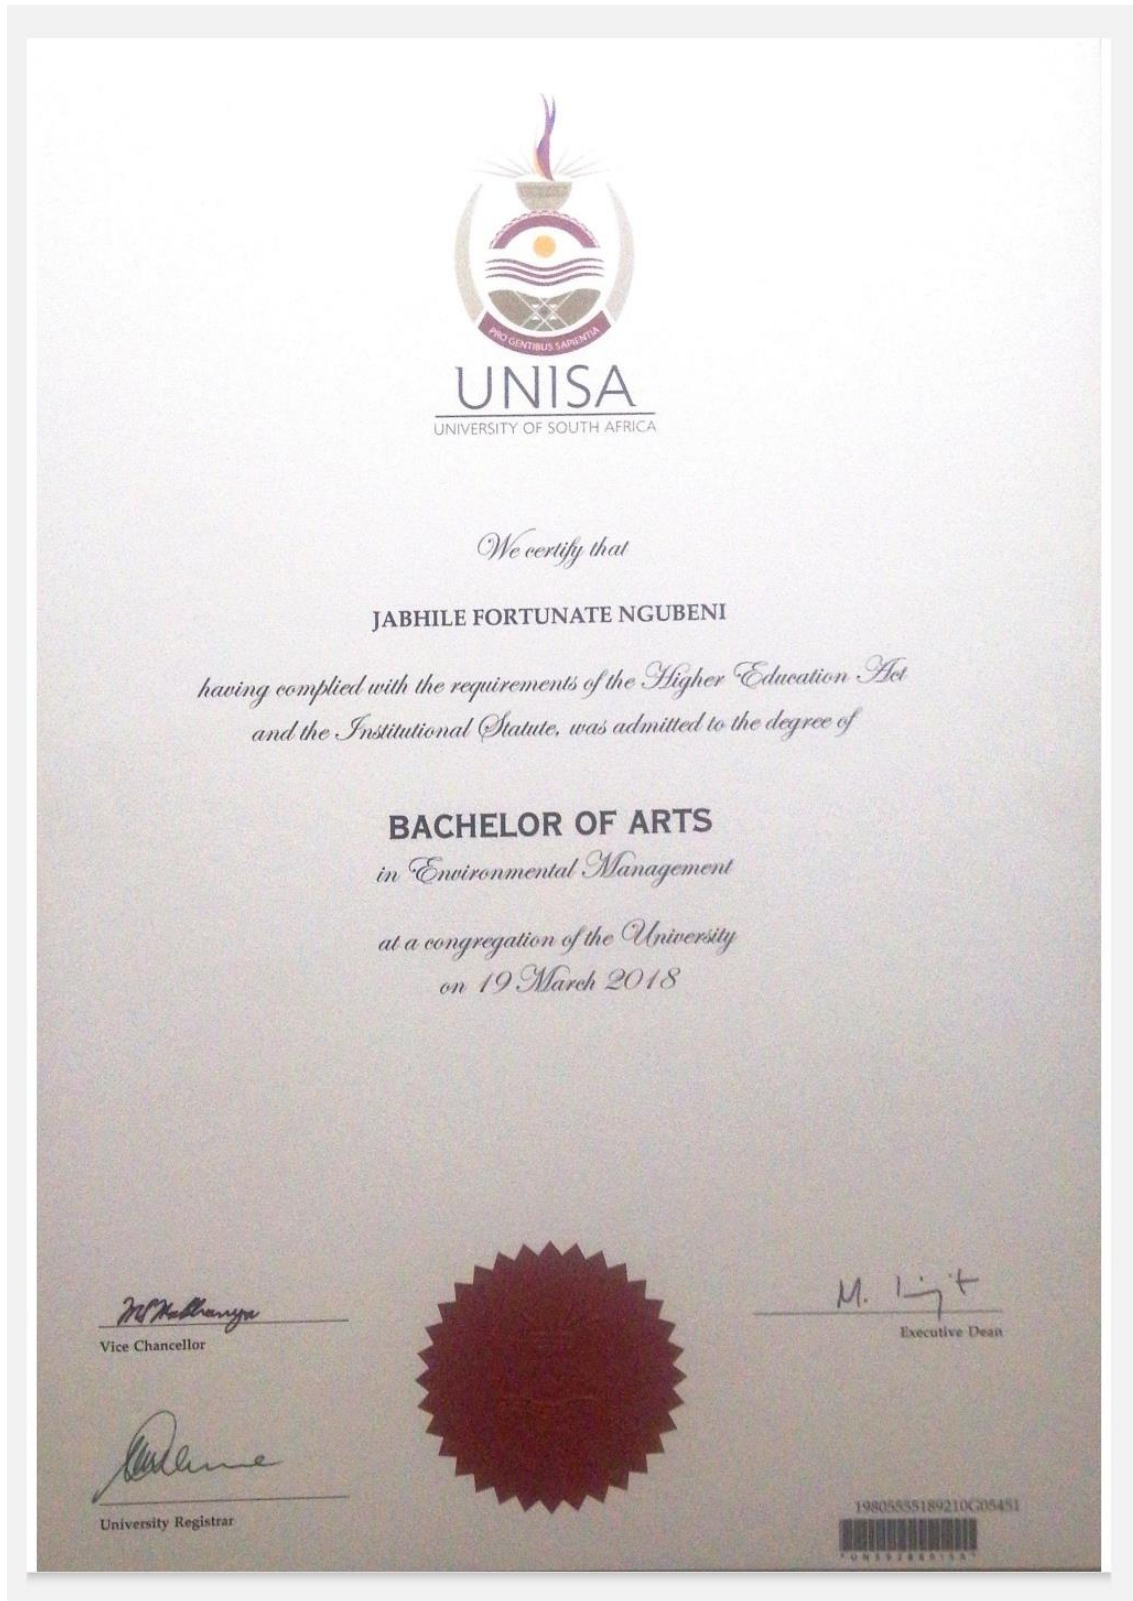 PRO GENTIBUS SAPIENTIA
UNISA
UNIVERSITY OF SOUTH AFRICA
We certify that
JABHILE FORTUNATE NGUBENI
having complied with the requirements of the Higher Education Act
and the Institutional Statute, was admitted to the degree of
BACHELOR OF ARTS
in Environmental Management
at a congregation of the University
on 19 March 2018
Vice Chancellor
M.
Executive Dean
University Registrar
19805555189210G05451